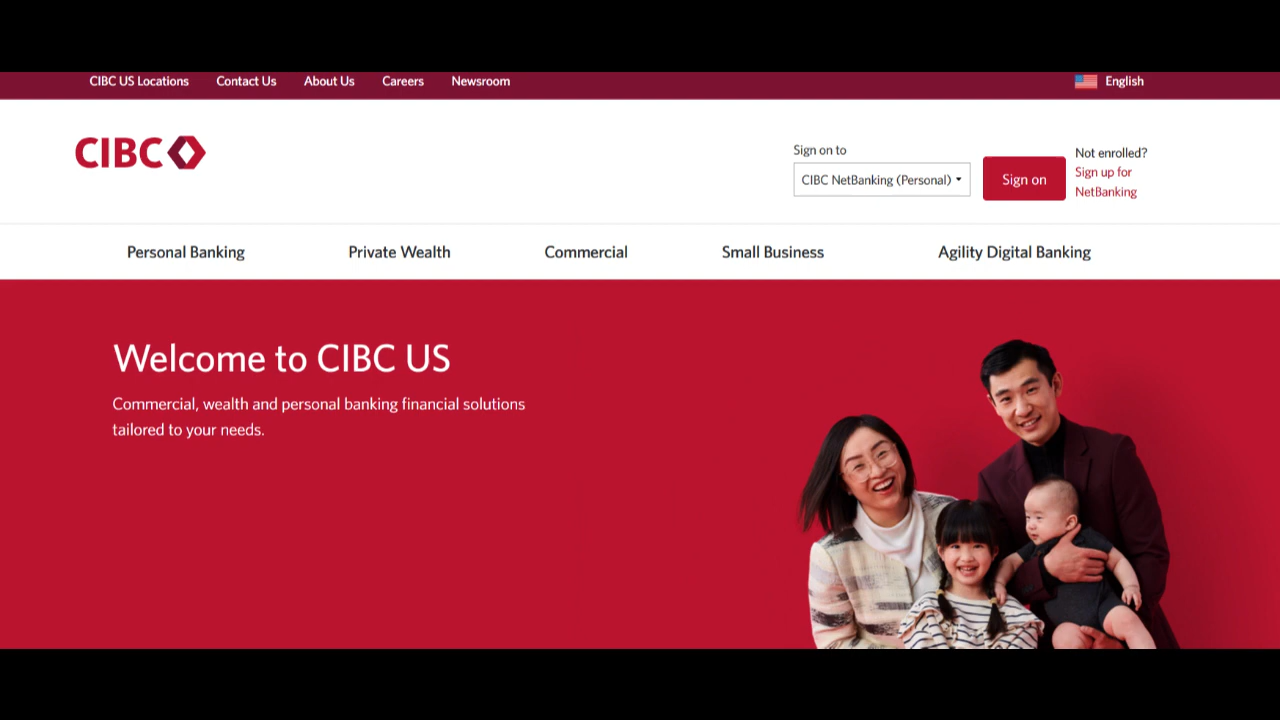 CIBC US Locations Contact Us About Us Careers Newsroom English
CIBC
Sign on to
CIBC NetBanking (Personal)
Sign on
Not enrolled?
Sign up for
NetBanking
Personal Banking Private Wealth Commercial Small Business Agility Digital Banking
Welcome to CIBC US
Commercial, wealth and personal banking financial solutions
tailored to your needs.